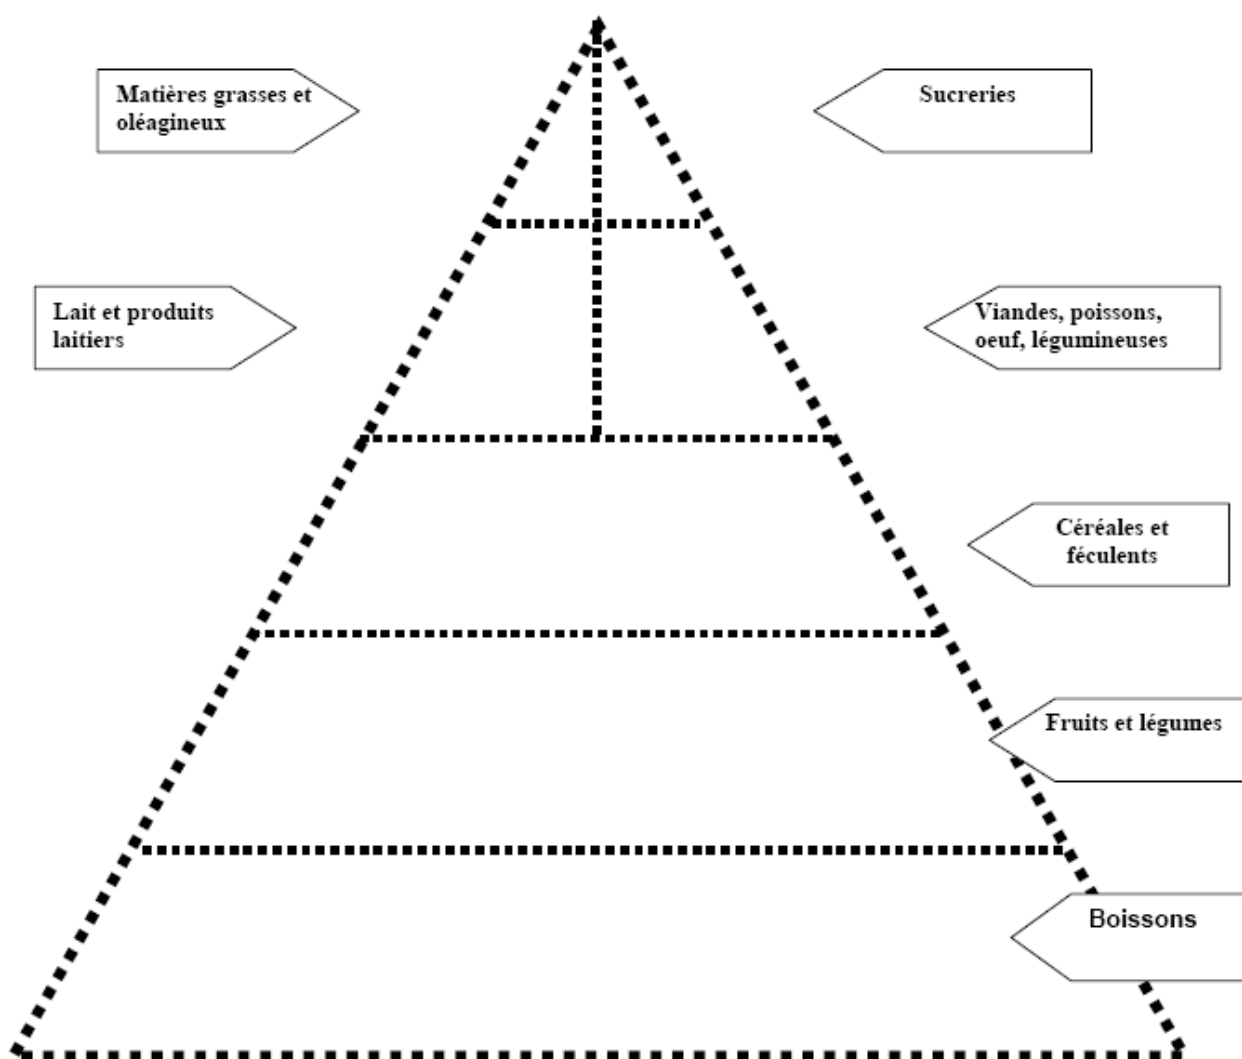 Matières grasses et
oléagineux
Sucreries
Lait et produits
laitiers
Viandes, poissons,
oeuf, légumineuses
Céréales et
féculents
Fruits et légumes
Boissons